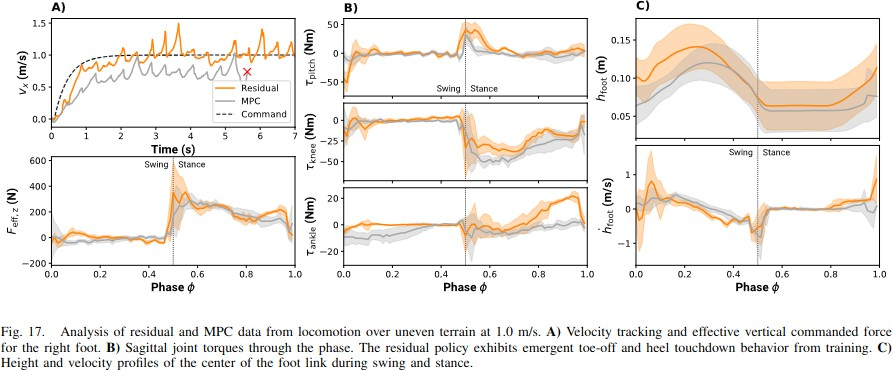 A)
1.5
1.0
0.5
0.0
vₓ (m/s)
Residual
MPC
Command
0 1 2 3 4 5 6 7
Time (s)
600
400
200
0
−200
F_eff, z (N)
Swing Stance
0.0 0.2 0.4 0.6 0.8 1.0
Phase ϕ
B)
50
0
−50
τ_pitch (Nm)
Swing Stance
0
−25
−50
τ_knee (Nm)
20
0
−20
τ_ankle (Nm)
0.0 0.2 0.4 0.6 0.8 1.0
Phase ϕ
C)
0.15
0.10
0.05
h_foot (m)
1
0
−1
ḣ_foot (m/s)
Swing Stance
0.0 0.2 0.4 0.6 0.8 1.0
Phase ϕ
Fig. 17. Analysis of residual and MPC data from locomotion over uneven terrain at 1.0 m/s. A) Velocity tracking and effective vertical commanded force
for the right foot. B) Sagittal joint torques through the phase. The residual policy exhibits emergent toe-off and heel touchdown behavior from training. C)
Height and velocity profiles of the center of the foot link during swing and stance.